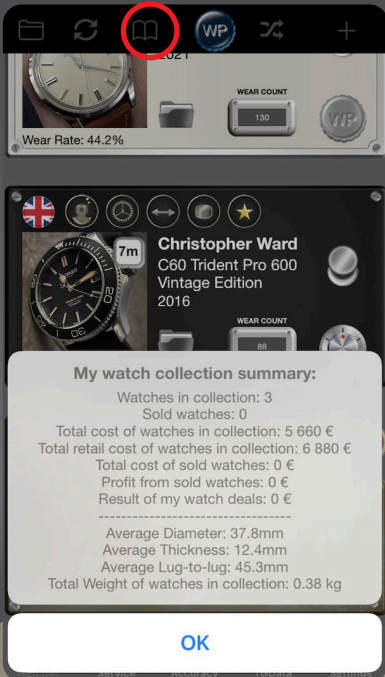 WP
2021
WEAR COUNT
130
WP
Wear Rate: 44.2%
7m
Christopher Ward
C60 Trident Pro 600
Vintage Edition
2016
WEAR COUNT
88
My watch collection summary:
Watches in collection: 3
Sold watches: 0
Total cost of watches in collection: 5 660 €
Total retail cost of watches in collection: 6 880 €
Total cost of sold watches: 0 €
Profit from sold watches: 0 €
Result of my watch deals: 0 €
---------------------------------
Average Diameter: 37.8mm
Average Thickness: 12.4mm
Average Lug-to-lug: 45.3mm
Total Weight of watches in collection: 0.38 kg
OK
Service Accuracy TGData Settings